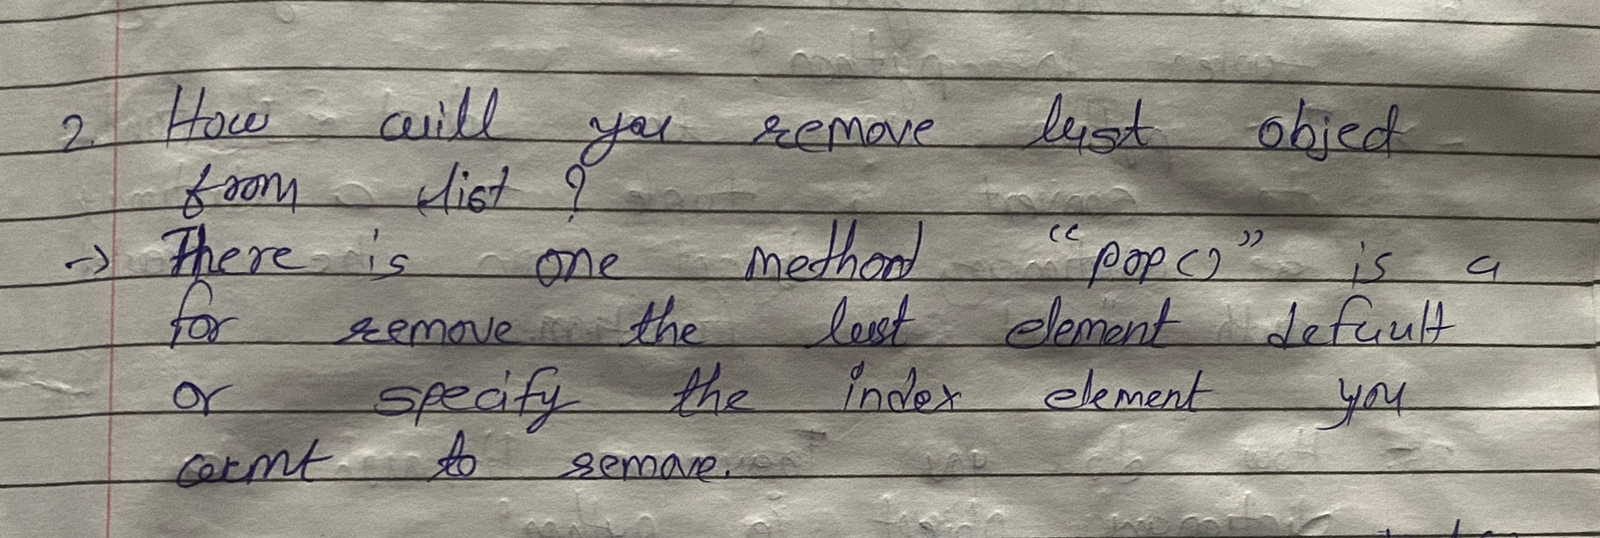 2. How will you remove last object
from list ?
→ There is one method “pop()” is a
for remove the last element default
or specify the index element you
want to remove.